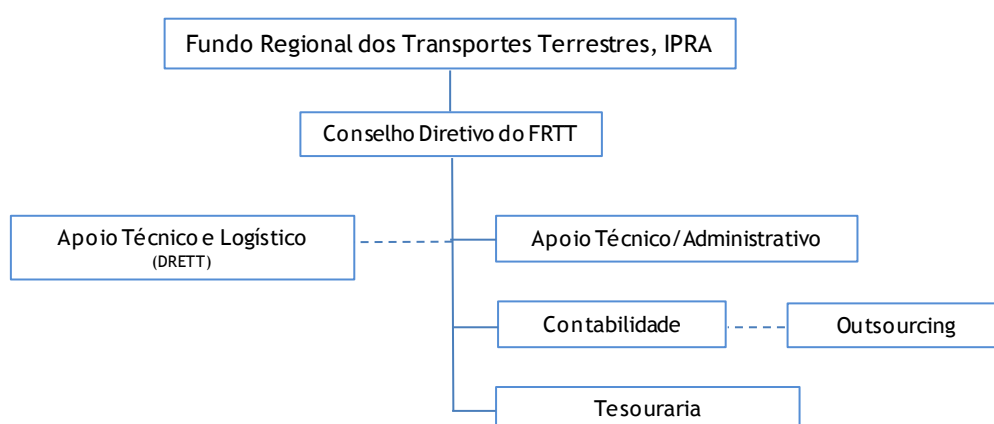 Fundo Regional dos Transportes Terrestres, IPRA
Conselho Diretivo do FRTT
Apoio Técnico e Logístico
(DRETT)
Apoio Técnico/Administrativo
Contabilidade
Outsourcing
Tesouraria